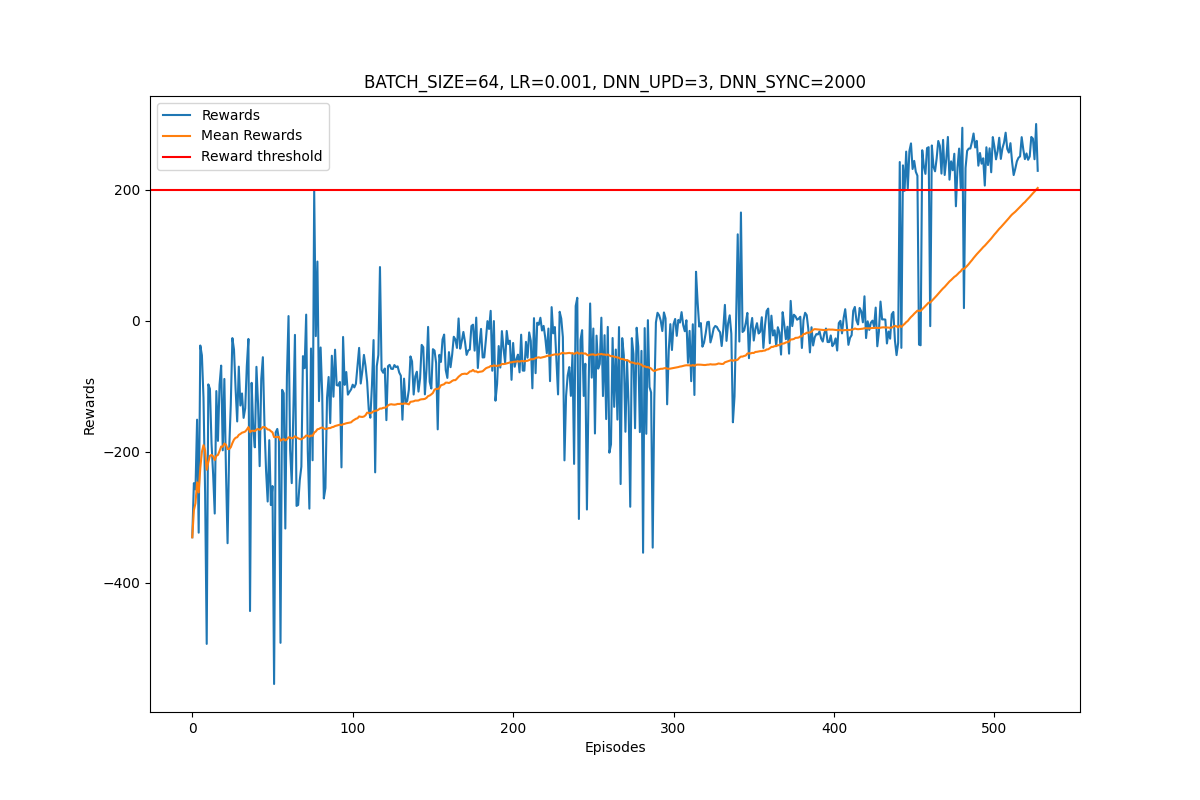 BATCH_SIZE=64, LR=0.001, DNN_UPD=3, DNN_SYNC=2000
Rewards
Mean Rewards
Reward threshold
200
0
−200
−400
Rewards
0 100 200 300 400 500
Episodes